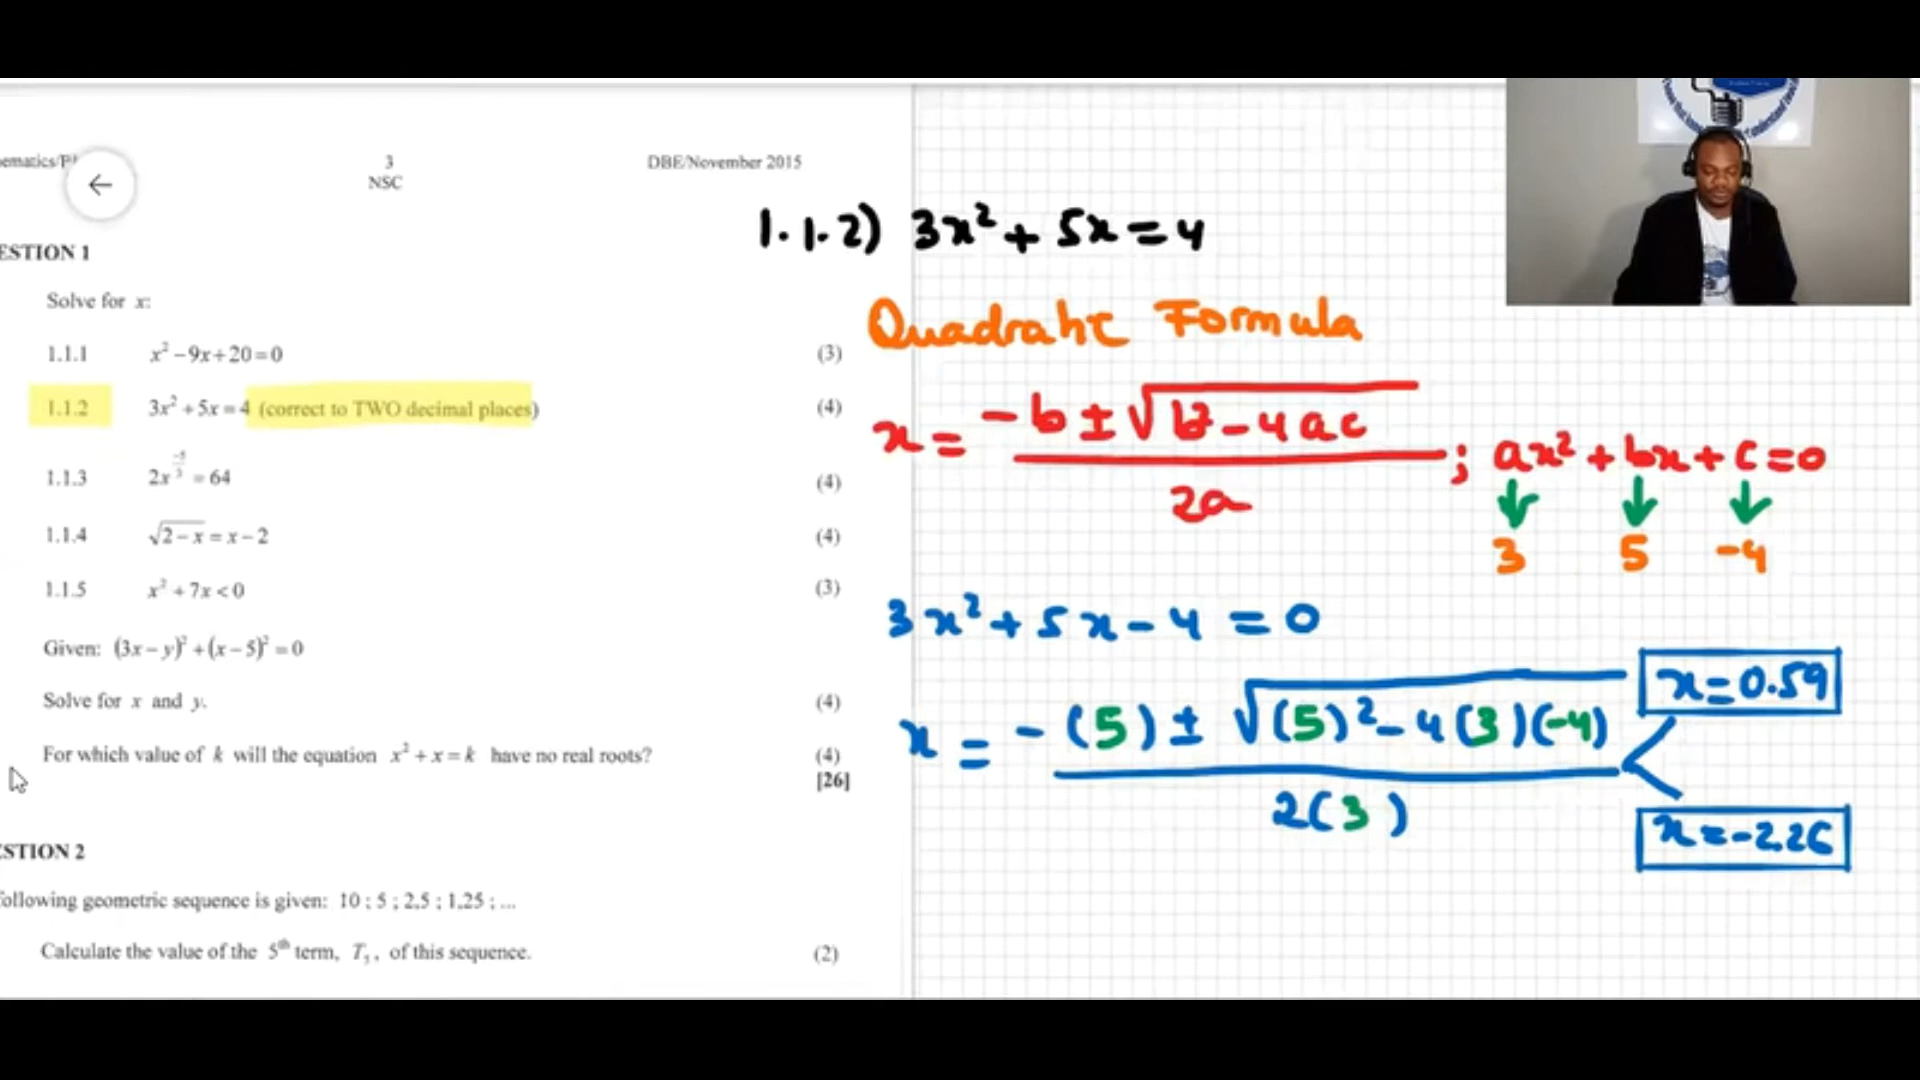 3
NSC
DBE/November 2015
ESTION 1
Solve for x:
1.1.1 x² − 9x + 20 = 0 (3)
1.1.2 3x² + 5x = 4 (correct to TWO decimal places) (4)
1.1.3 2x^(-5/3) = 64 (4)
1.1.4 √(2 − x) = x − 2 (4)
1.1.5 x² + 7x < 0 (3)
Given: (3x − y)² + (x − 5)² = 0
Solve for x and y. (4)
For which value of k will the equation x² + x = k have no real roots? (4)
[26]
STION 2
ollowing geometric sequence is given: 10 ; 5 ; 2,5 ; 1,25 ; ...
Calculate the value of the 5th term, T₅, of this sequence. (2)
1.1.2) 3x² + 5x = 4
Quadratic Formula
x = (-b ± √(b² - 4ac)) / 2a ; ax² + bx + c = 0
↓ ↓ ↓
3 5 -4
3x² + 5x - 4 = 0
x = (-(5) ± √((5)² - 4(3)(-4))) / 2(3)
x = 0.59
x = -2.26